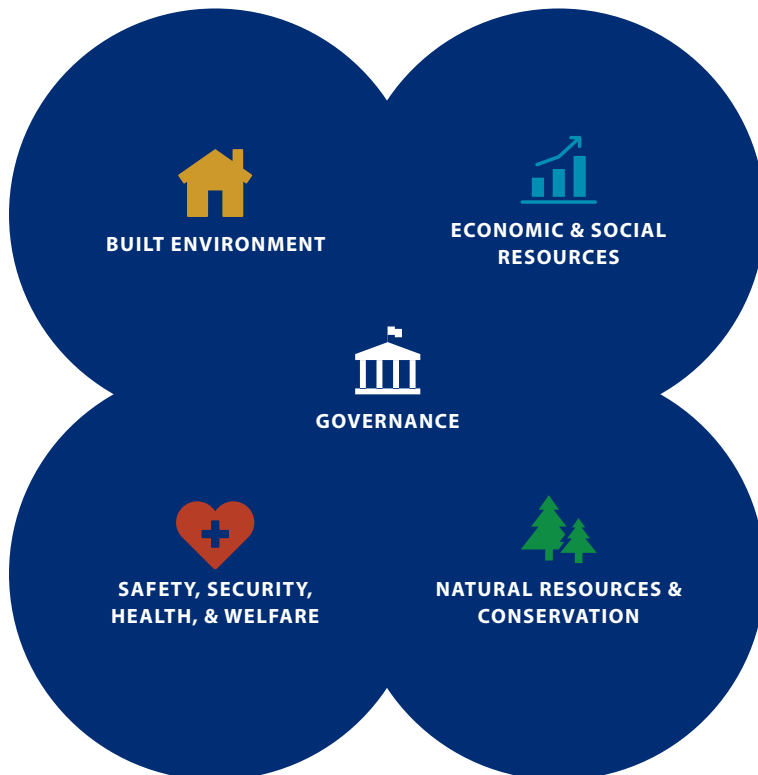 BUILT ENVIRONMENT
ECONOMIC & SOCIAL
RESOURCES
GOVERNANCE
SAFETY, SECURITY,
HEALTH, & WELFARE
NATURAL RESOURCES &
CONSERVATION